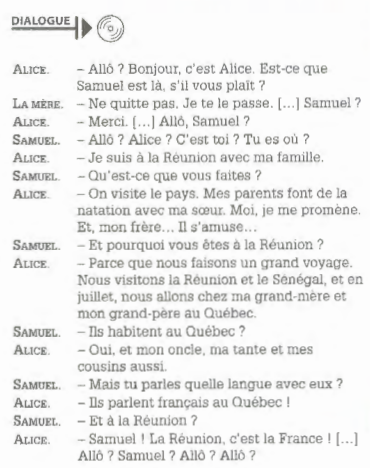 DIALOGUE
ALICE. – Allô ? Bonjour, c'est Alice. Est-ce que
Samuel est là, s'il vous plaît ?
LA MÈRE. – Ne quitte pas. Je te le passe. [...] Samuel ?
ALICE. – Merci. [...] Allô, Samuel ?
SAMUEL. – Allô ? Alice ? C'est toi ? Tu es où ?
ALICE. – Je suis à la Réunion avec ma famille.
SAMUEL. – Qu'est-ce que vous faites ?
ALICE. – On visite le pays. Mes parents font de la
natation avec ma sœur. Moi, je me promène.
Et, mon frère... Il s'amuse...
SAMUEL. – Et pourquoi vous êtes à la Réunion ?
ALICE. – Parce que nous faisons un grand voyage.
Nous visitons la Réunion et le Sénégal, et en
juillet, nous allons chez ma grand-mère et
mon grand-père au Québec.
SAMUEL. – Ils habitent au Québec ?
ALICE. – Oui, et mon oncle, ma tante et mes
cousins aussi.
SAMUEL. – Mais tu parles quelle langue avec eux ?
ALICE. – Ils parlent français au Québec !
SAMUEL. – Et à la Réunion ?
ALICE. – Samuel ! La Réunion, c'est la France ! [...]
Allô ? Samuel ? Allô ? Allô ?